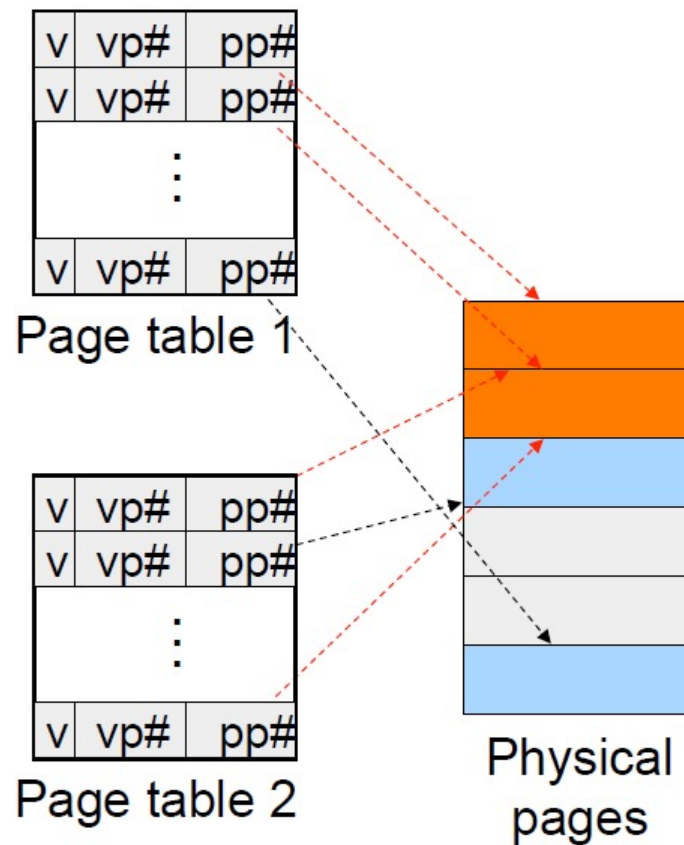 v vp# pp#
v vp# pp#
⋮
v vp# pp#
Page table 1
v vp# pp#
v vp# pp#
⋮
v vp# pp#
Page table 2
Physical
pages